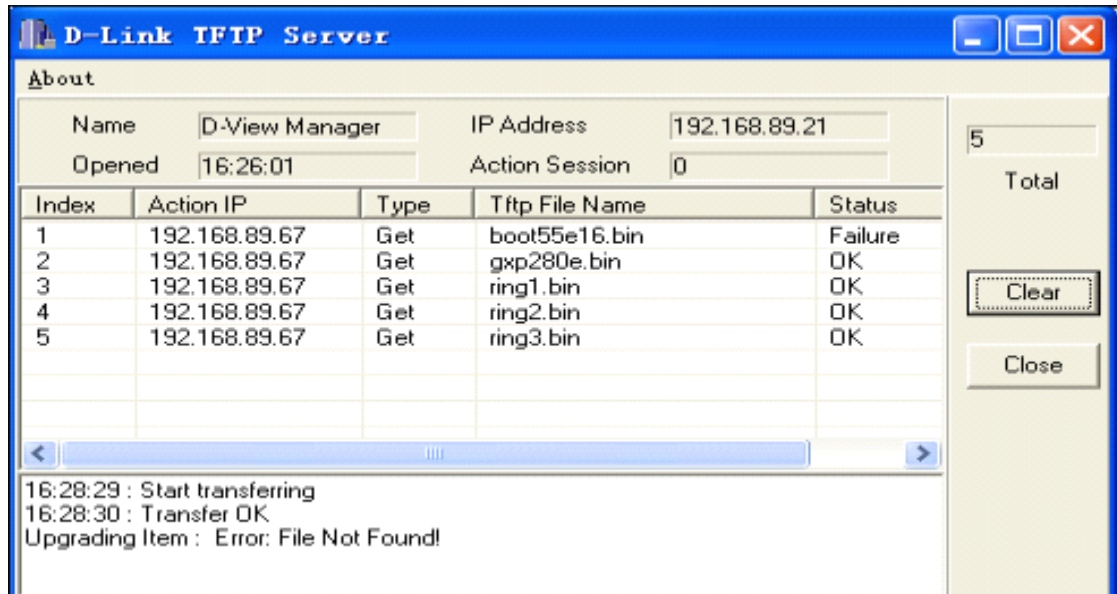 D-Link TFTP Server
About
Name D-View Manager IP Address 192.168.89.21
Opened 16:26:01 Action Session 0
5
Total
Index Action IP Type Tftp File Name Status
1 192.168.89.67 Get boot55e16.bin Failure
2 192.168.89.67 Get gxp280e.bin OK
3 192.168.89.67 Get ring1.bin OK
4 192.168.89.67 Get ring2.bin OK
5 192.168.89.67 Get ring3.bin OK
Clear
Close
16:28:29 : Start transferring
16:28:30 : Transfer OK
Upgrading Item : Error: File Not Found!